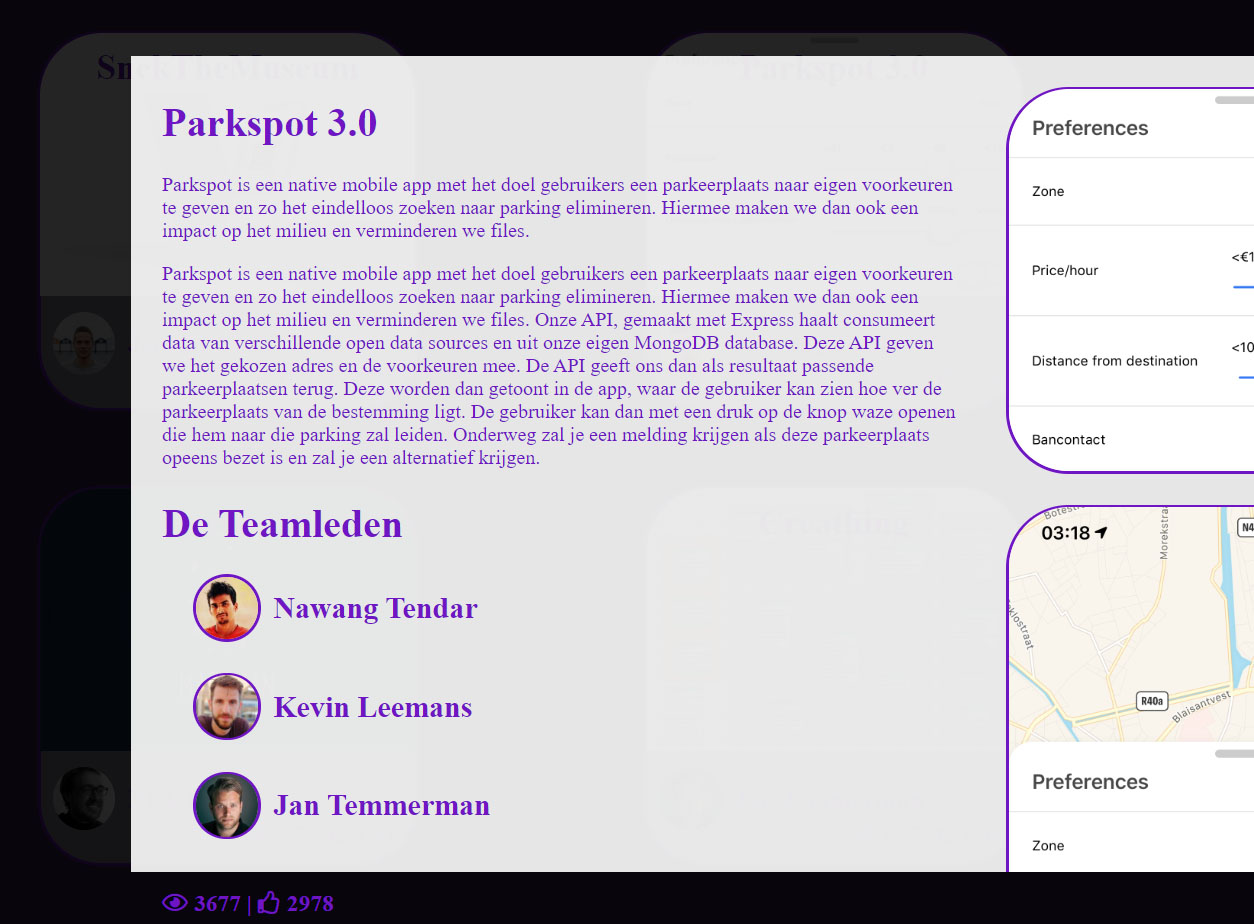 SnekTheMuseum
Parkspot 3.0
Parkspot 3.0
Parkspot is een native mobile app met het doel gebruikers een parkeerplaats naar eigen voorkeuren
te geven en zo het eindelloos zoeken naar parking elimineren. Hiermee maken we dan ook een
impact op het milieu en verminderen we files.
Parkspot is een native mobile app met het doel gebruikers een parkeerplaats naar eigen voorkeuren
te geven en zo het eindelloos zoeken naar parking elimineren. Hiermee maken we dan ook een
impact op het milieu en verminderen we files. Onze API, gemaakt met Express haalt consumeert
data van verschillende open data sources en uit onze eigen MongoDB database. Deze API geven
we het gekozen adres en de voorkeuren mee. De API geeft ons dan als resultaat passende
parkeerplaatsen terug. Deze worden dan getoont in de app, waar de gebruiker kan zien hoe ver de
parkeerplaats van de bestemming ligt. De gebruiker kan dan met een druk op de knop waze openen
die hem naar die parking zal leiden. Onderweg zal je een melding krijgen als deze parkeerplaats
opeens bezet is en zal je een alternatief krijgen.
De Teamleden
Nawang Tendar
Kevin Leemans
Jan Temmerman
3677 | 2978
Preferences
Zone
Price/hour <€1
Distance from destination <10
Bancontact
03:18
Morekstra
N4
R40a
Blaisantvest
Preferences
Zone